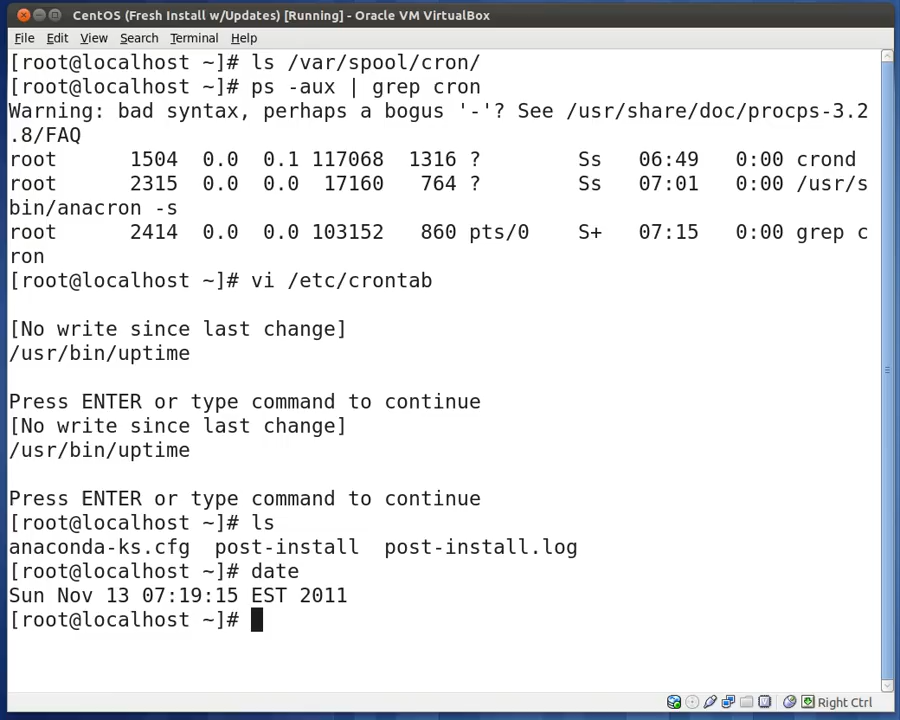 CentOS (Fresh Install w/Updates) [Running] - Oracle VM VirtualBox
File Edit View Search Terminal Help
[root@localhost ~]# ls /var/spool/cron/
[root@localhost ~]# ps -aux | grep cron
Warning: bad syntax, perhaps a bogus '-'? See /usr/share/doc/procps-3.2
.8/FAQ
root      1504  0.0  0.1 117068  1316 ?        Ss   06:49   0:00 crond
root      2315  0.0  0.0  17160   764 ?        Ss   07:01   0:00 /usr/s
bin/anacron -s
root      2414  0.0  0.0 103152   860 pts/0    S+   07:15   0:00 grep c
ron
[root@localhost ~]# vi /etc/crontab
[No write since last change]
/usr/bin/uptime
Press ENTER or type command to continue
[No write since last change]
/usr/bin/uptime
Press ENTER or type command to continue
[root@localhost ~]# ls
anaconda-ks.cfg  post-install  post-install.log
[root@localhost ~]# date
Sun Nov 13 07:19:15 EST 2011
[root@localhost ~]#
Right Ctrl